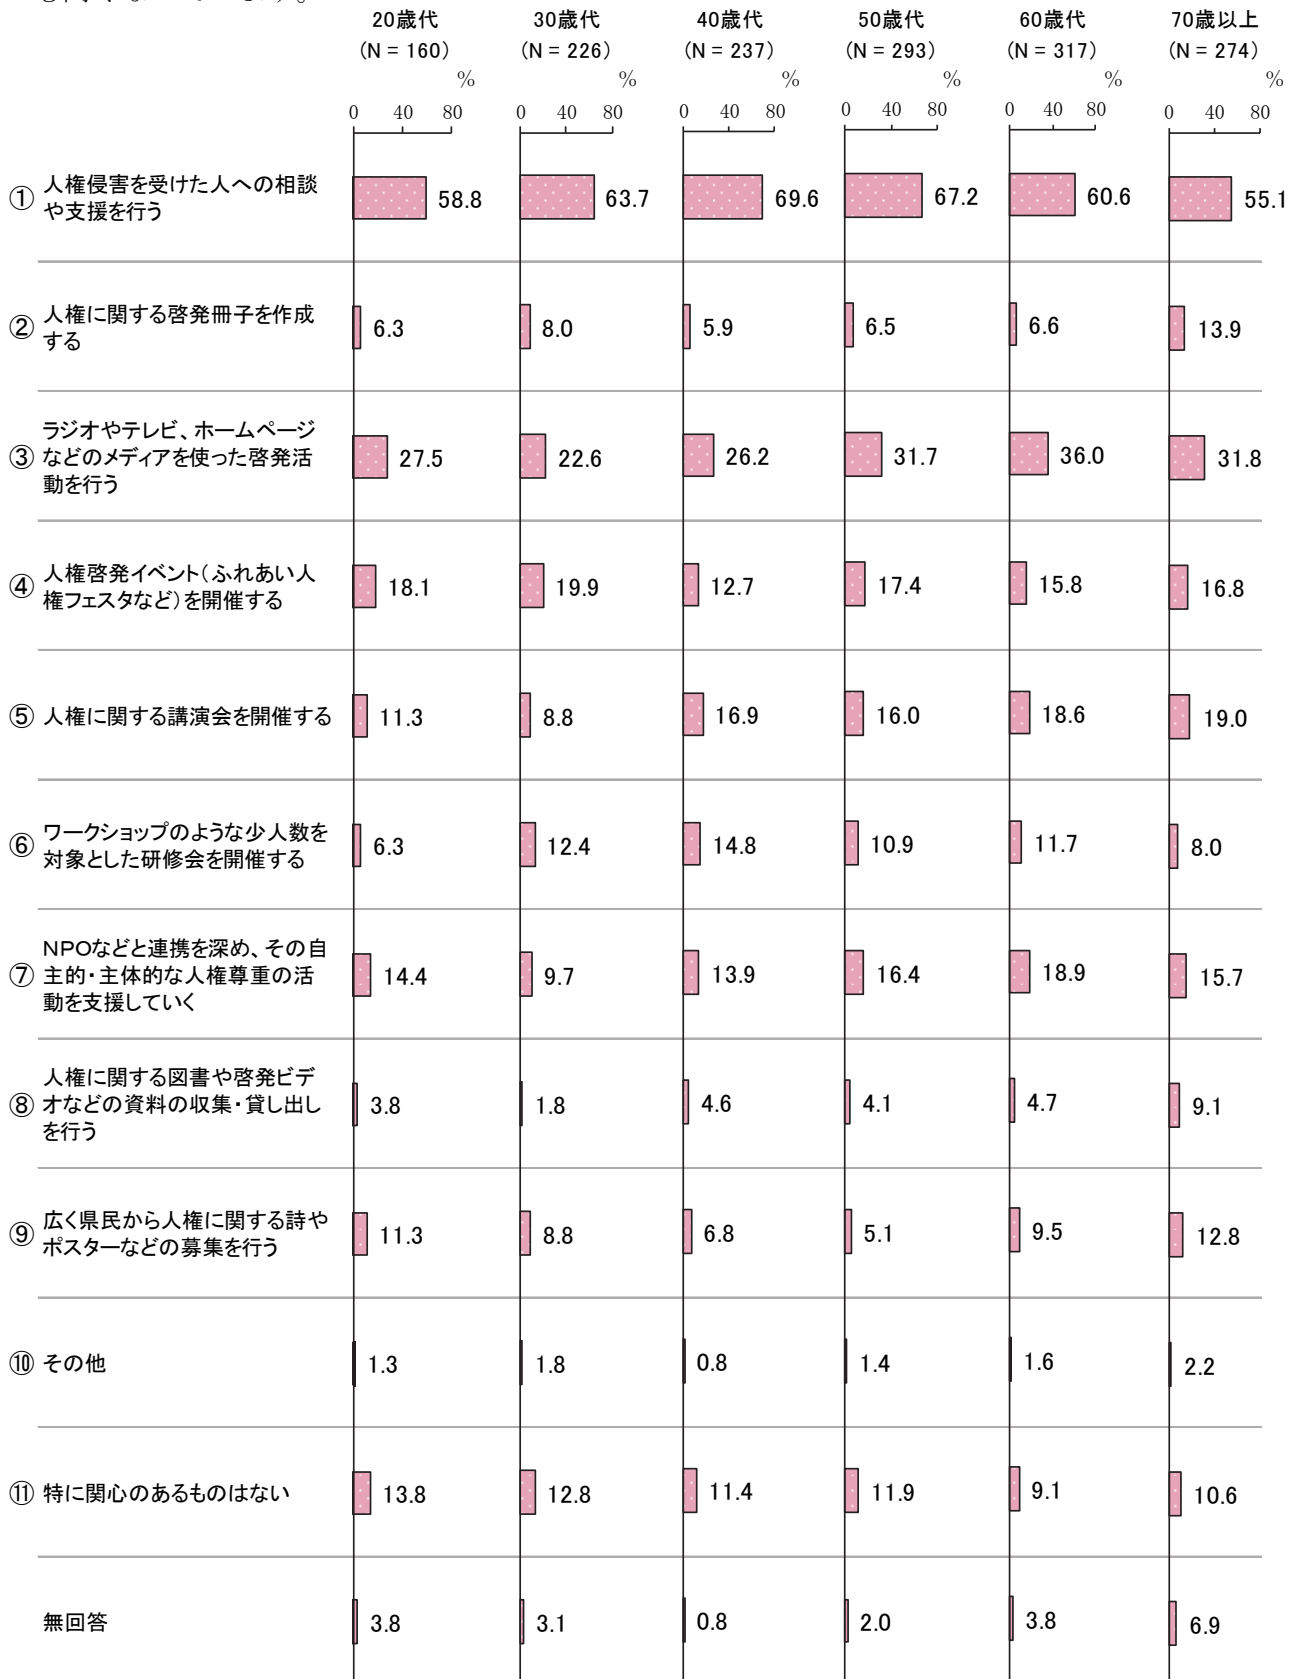 20歳代 30歳代 40歳代 50歳代 60歳代 70歳以上
(N = 160) (N = 226) (N = 237) (N = 293) (N = 317) (N = 274)
% % % % % %
0 40 80 0 40 80 0 40 80 0 40 80 0 40 80 0 40 80
① 人権侵害を受けた人への相談
や支援を行う
58.8 63.7 69.6 67.2 60.6 55.1
② 人権に関する啓発冊子を作成
する
6.3 8.0 5.9 6.5 6.6 13.9
③ ラジオやテレビ、ホームページ
などのメディアを使った啓発活
動を行う
27.5 22.6 26.2 31.7 36.0 31.8
④ 人権啓発イベント(ふれあい人
権フェスタなど)を開催する
18.1 19.9 12.7 17.4 15.8 16.8
⑤ 人権に関する講演会を開催する
11.3 8.8 16.9 16.0 18.6 19.0
⑥ ワークショップのような少人数を
対象とした研修会を開催する
6.3 12.4 14.8 10.9 11.7 8.0
⑦ NPOなどと連携を深め、その自
主的・主体的な人権尊重の活
動を支援していく
14.4 9.7 13.9 16.4 18.9 15.7
⑧ 人権に関する図書や啓発ビデ
オなどの資料の収集・貸し出し
を行う
3.8 1.8 4.6 4.1 4.7 9.1
⑨ 広く県民から人権に関する詩や
ポスターなどの募集を行う
11.3 8.8 6.8 5.1 9.5 12.8
⑩ その他
1.3 1.8 0.8 1.4 1.6 2.2
⑪ 特に関心のあるものはない
13.8 12.8 11.4 11.9 9.1 10.6
無回答
3.8 3.1 0.8 2.0 3.8 6.9